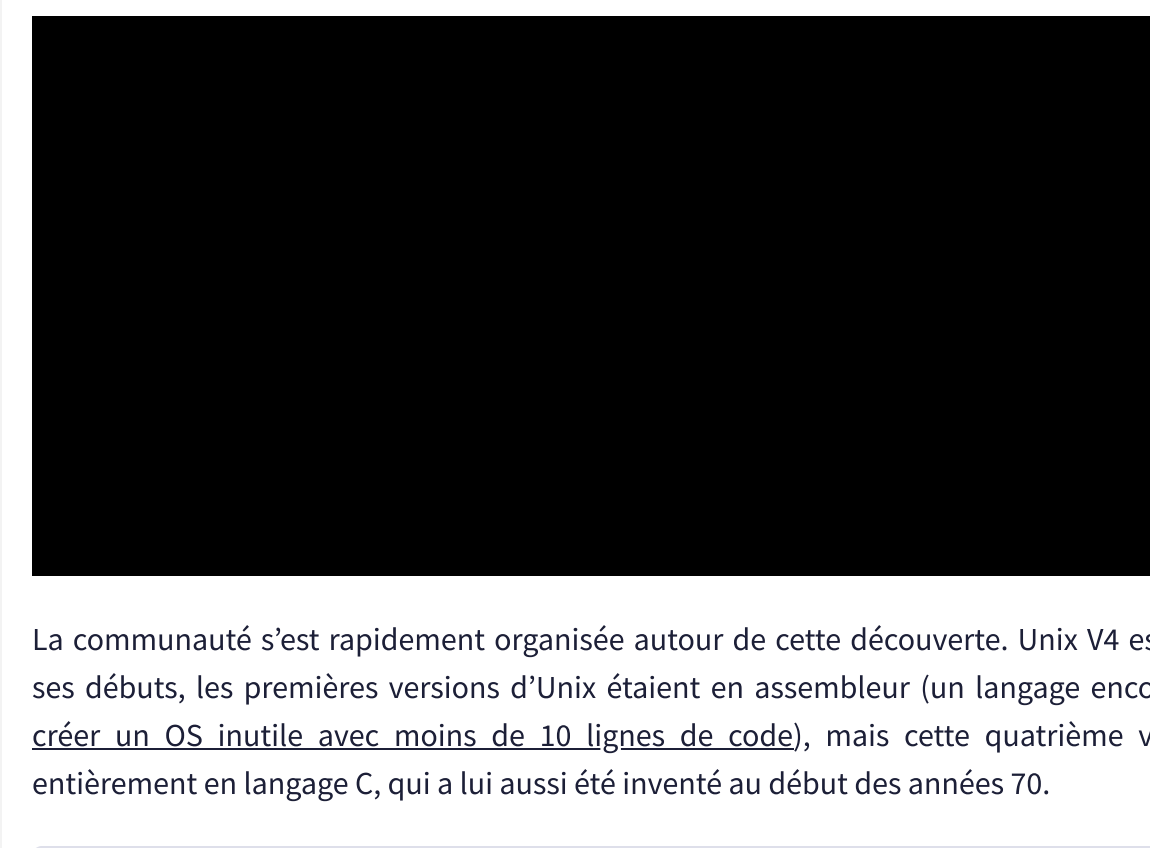 La communauté s’est rapidement organisée autour de cette découverte. Unix V4
ses débuts, les premières versions d’Unix étaient en assembleur (un langage
créer un OS inutile avec moins de 10 lignes de code), mais cette quatrième
entièrement en langage C, qui a lui aussi été inventé au début des années 70.